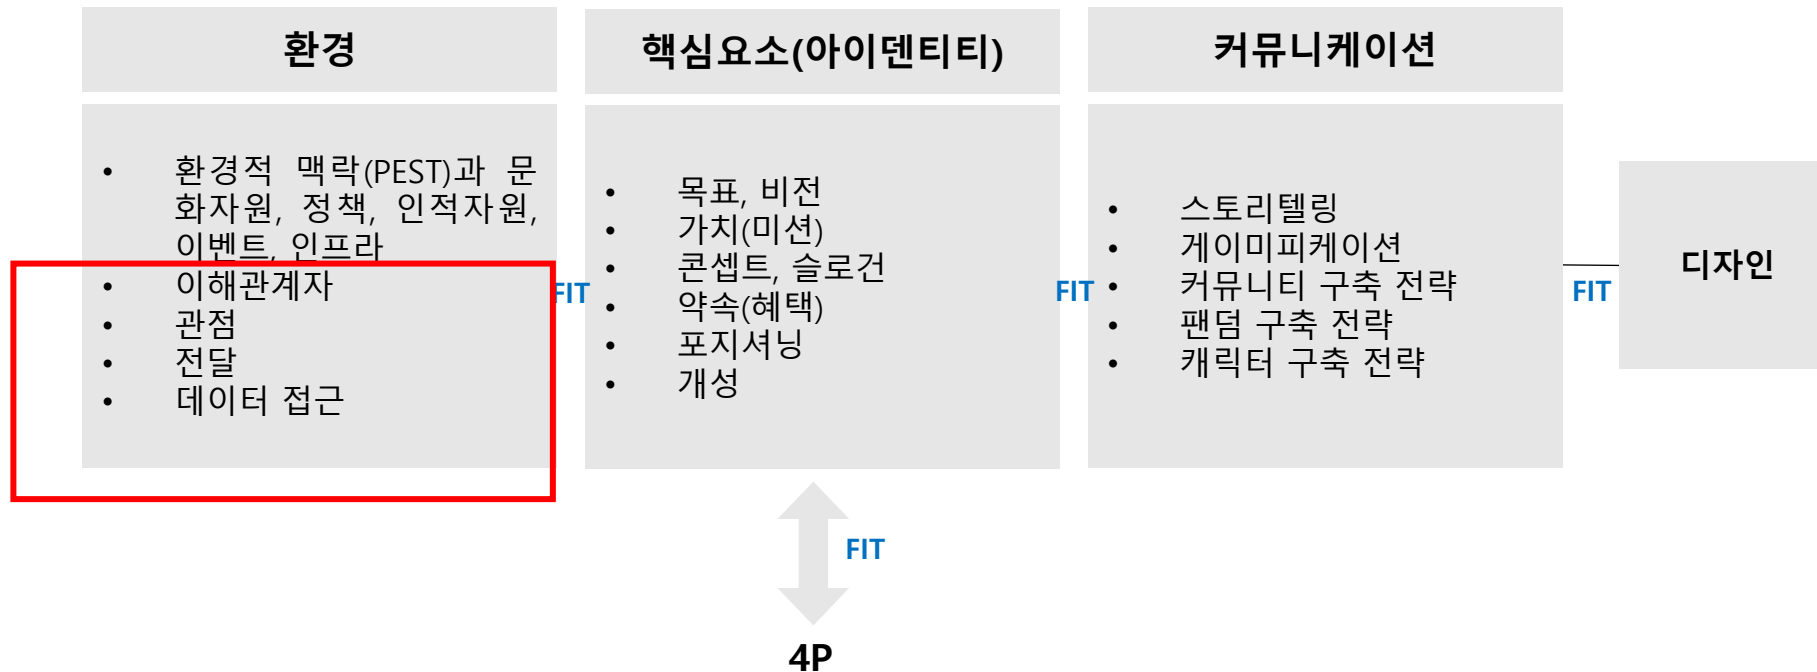 환경
• 환경적 맥락(PEST)과 문
화자원, 정책, 인적자원,
이벤트, 인프라
• 이해관계자
• 관점
• 전달
• 데이터 접근
FIT
핵심요소(아이덴티티)
• 목표, 비전
• 가치(미션)
• 콘셉트, 슬로건
• 약속(혜택)
• 포지셔닝
• 개성
FIT
커뮤니케이션
• 스토리텔링
• 게이미피케이션
• 커뮤니티 구축 전략
• 팬덤 구축 전략
• 캐릭터 구축 전략
FIT
디자인
FIT
4P